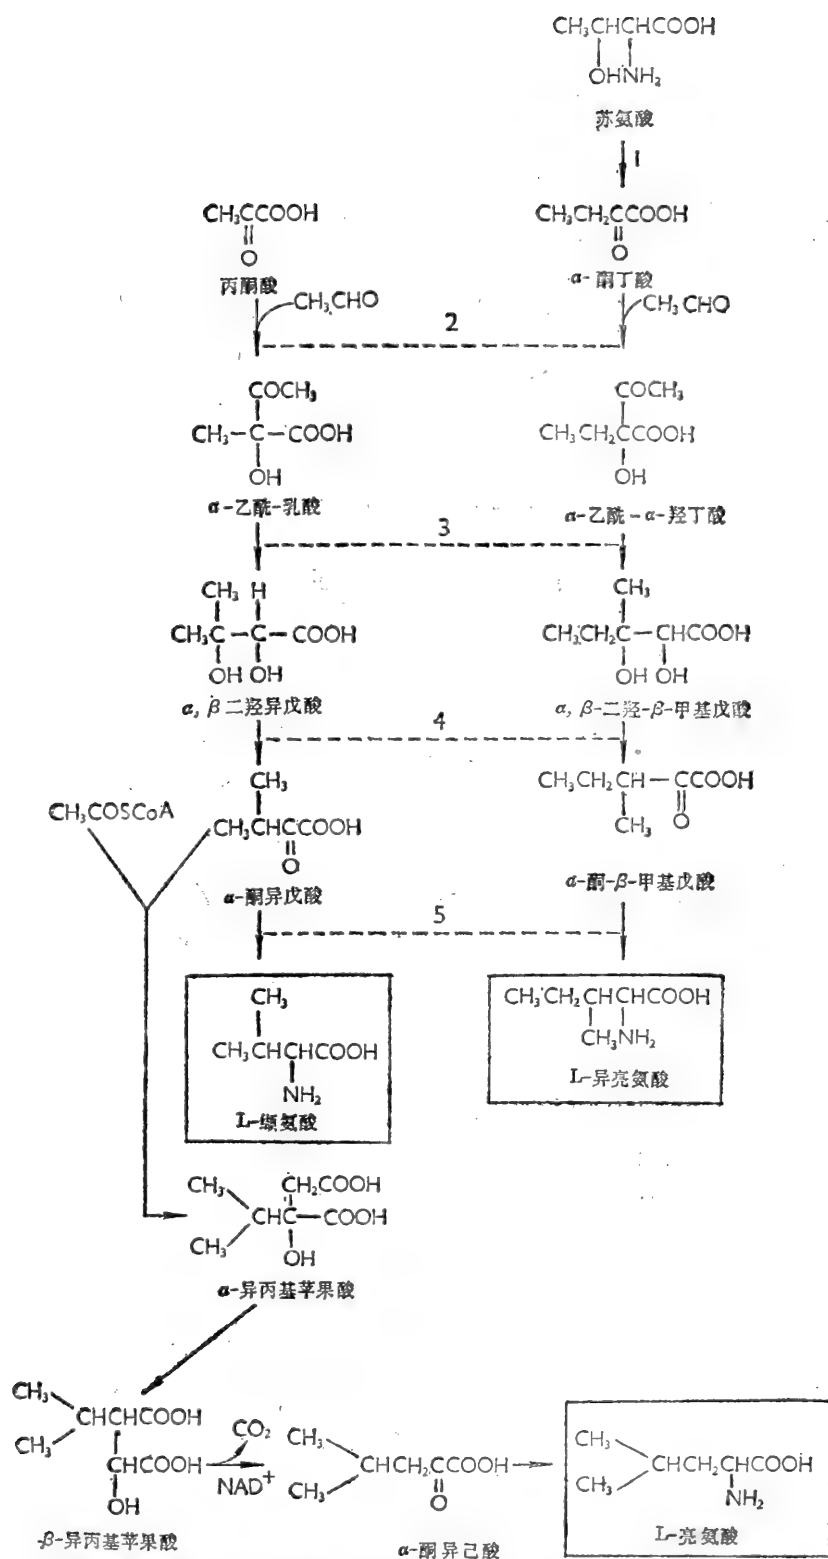 CH₃CHCHCOOH
OHNH₂
苏氨酸
1
CH₃CCOOH
O
丙酮酸
CH₃CH₂CCOOH
O
α-酮丁酸
CH₃CHO
2
CH₃CHO
COCH₃
CH₃-C-COOH
OH
α-乙酰-乳酸
COCH₃
CH₃CH₂CCOOH
OH
α-乙酰-α-羟丁酸
3
CH₃ H
CH₃C-C-COOH
OH OH
α, β二羟异戊酸
CH₃
CH₃CH₂C-CHCOOH
OH OH
α, β-二羟-β-甲基戊酸
4
CH₃COSCoA
CH₃
CH₃CHCCOOH
O
α-酮异戊酸
CH₃CH₂CH-CCOOH
CH₃ O
α-酮-β-甲基戊酸
5
CH₃
CH₃CHCHCOOH
NH₂
L-缬氨酸
CH₃CH₂CHCHCOOH
CH₃NH₂
L-异亮氨酸
CH₃ CH₂COOH
CHC-COOH
CH₃ OH
α-异丙基苹果酸
CH₃
CHCHCOOH
CH₃
CHCOOH
OH
β-异丙基苹果酸
CO₂
NAD⁺
CH₃
CHCH₂CCOOH
CH₃ O
α-酮异己酸
CH₃
CHCH₂CHCOOH
CH₃ NH₂
L-亮氨酸